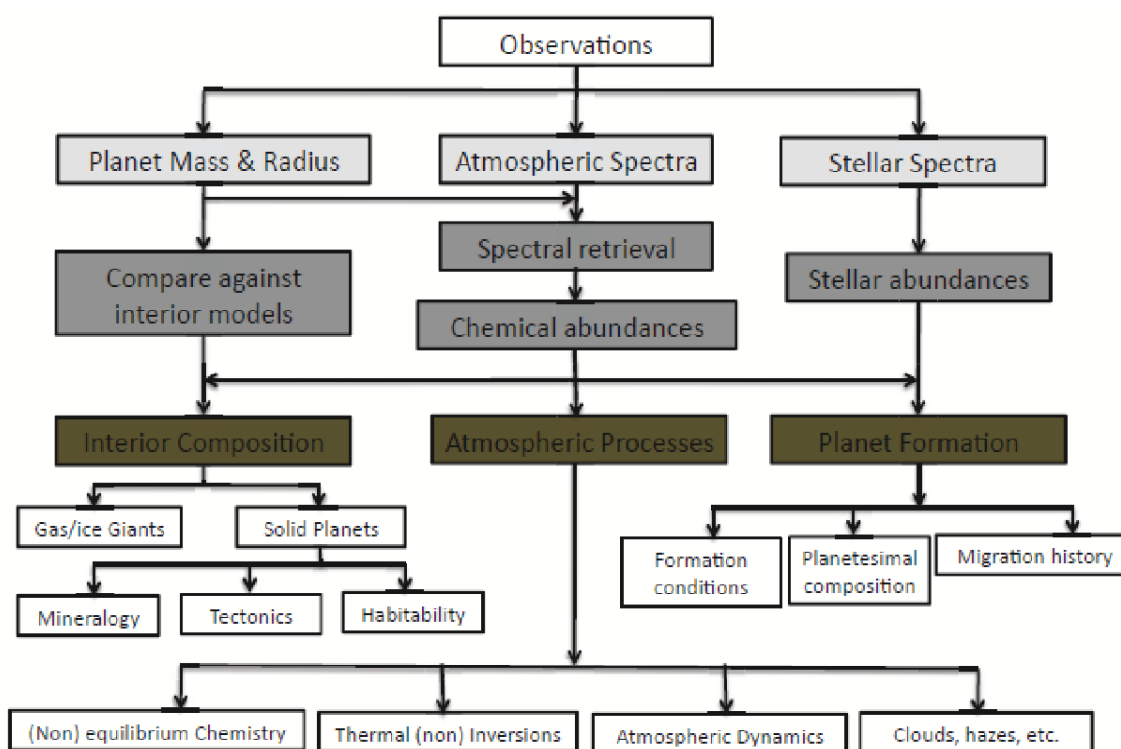 Observations
Planet Mass & Radius
Atmospheric Spectra
Stellar Spectra
Spectral retrieval
Compare against
interior models
Stellar abundances
Chemical abundances
Interior Composition
Atmospheric Processes
Planet Formation
Gas/ice Giants
Solid Planets
Formation
conditions
Planetesimal
composition
Migration history
Mineralogy
Tectonics
Habitability
(Non) equilibrium Chemistry
Thermal (non) Inversions
Atmospheric Dynamics
Clouds, hazes, etc.